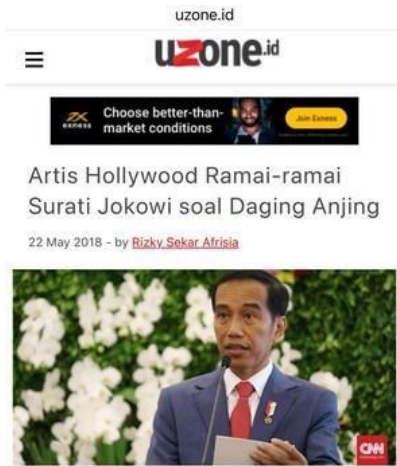 uzone.id
uzone.id
exness
Choose better-than-
market conditions
Join Exness
Artis Hollywood Ramai-ramai
Surati Jokowi soal Daging Anjing
22 May 2018 - by Rizky Sekar Afrisia
CNN